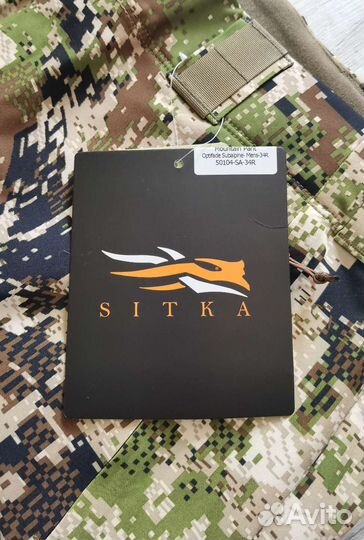 Mountain Pant
Optifade Subalpine- Mens-34R
50104-SA-34R
SITKA
Avito